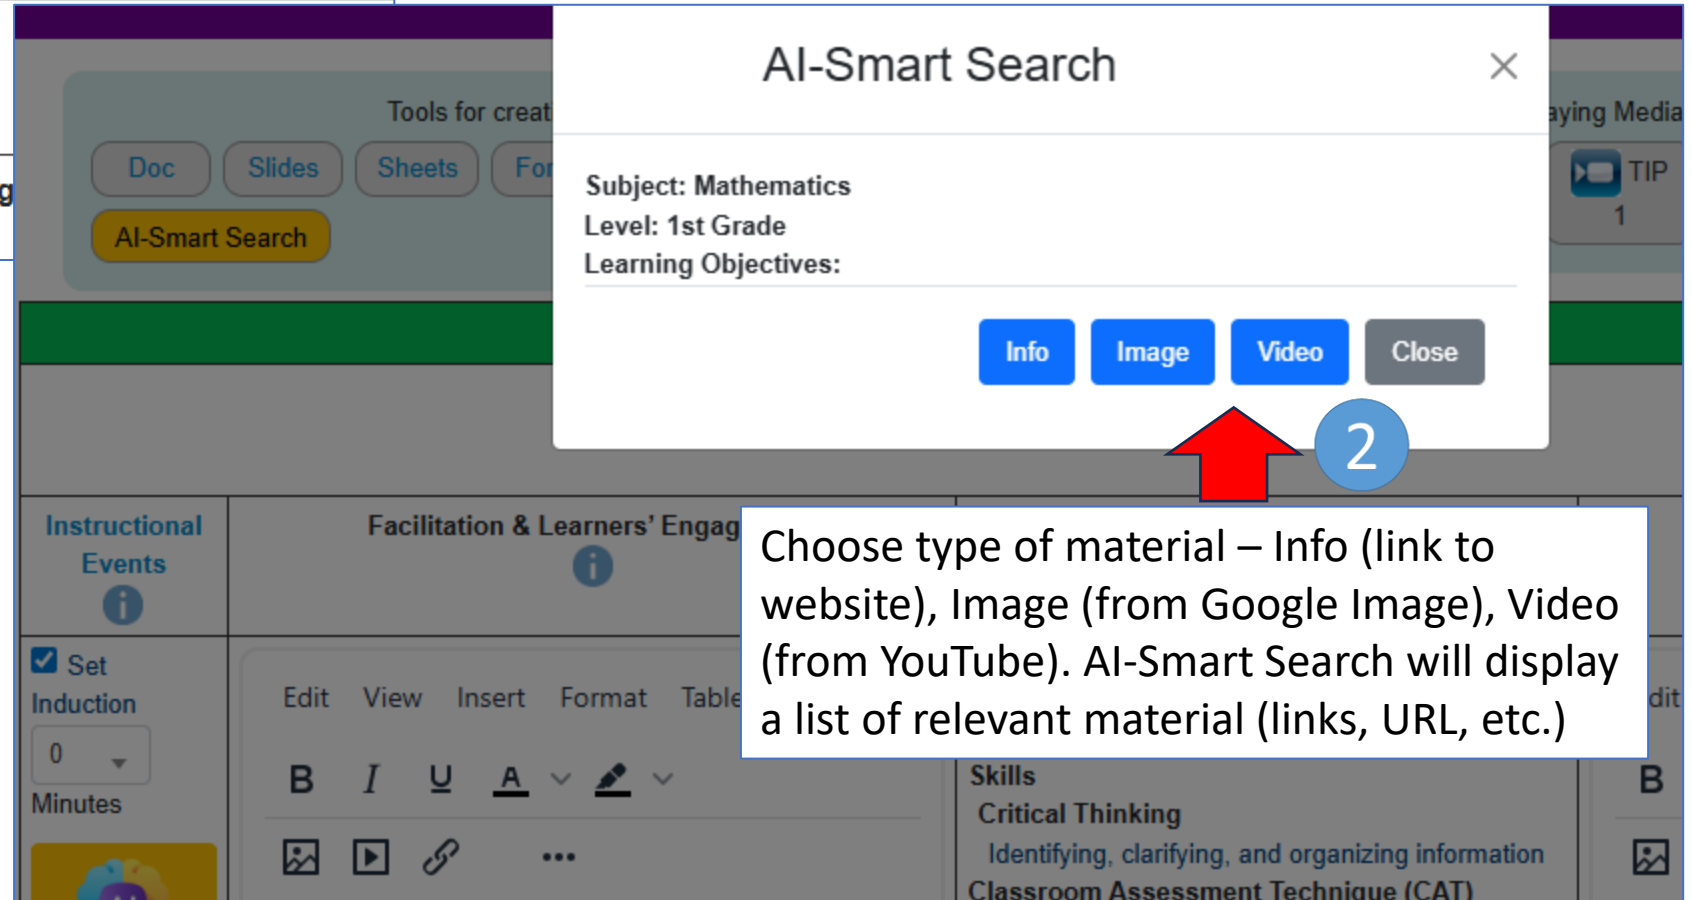 AI-Smart Search
Tools for creat
aying Media
Doc
Slides
Sheets
For
TIP
1
g
AI-Smart Search
Subject: Mathematics
Level: 1st Grade
Learning Objectives:
Info
Image
Video
Close
2
Instructional
Events
Facilitation & Learners’ Engag
Choose type of material – Info (link to
website), Image (from Google Image), Video
(from YouTube). AI-Smart Search will display
a list of relevant material (links, URL, etc.)
Set
Induction
0
Minutes
Edit View Insert Format Table
dit
B I U A
B
Skills
Critical Thinking
Identifying, clarifying, and organizing information
Classroom Assessment Technique (CAT)